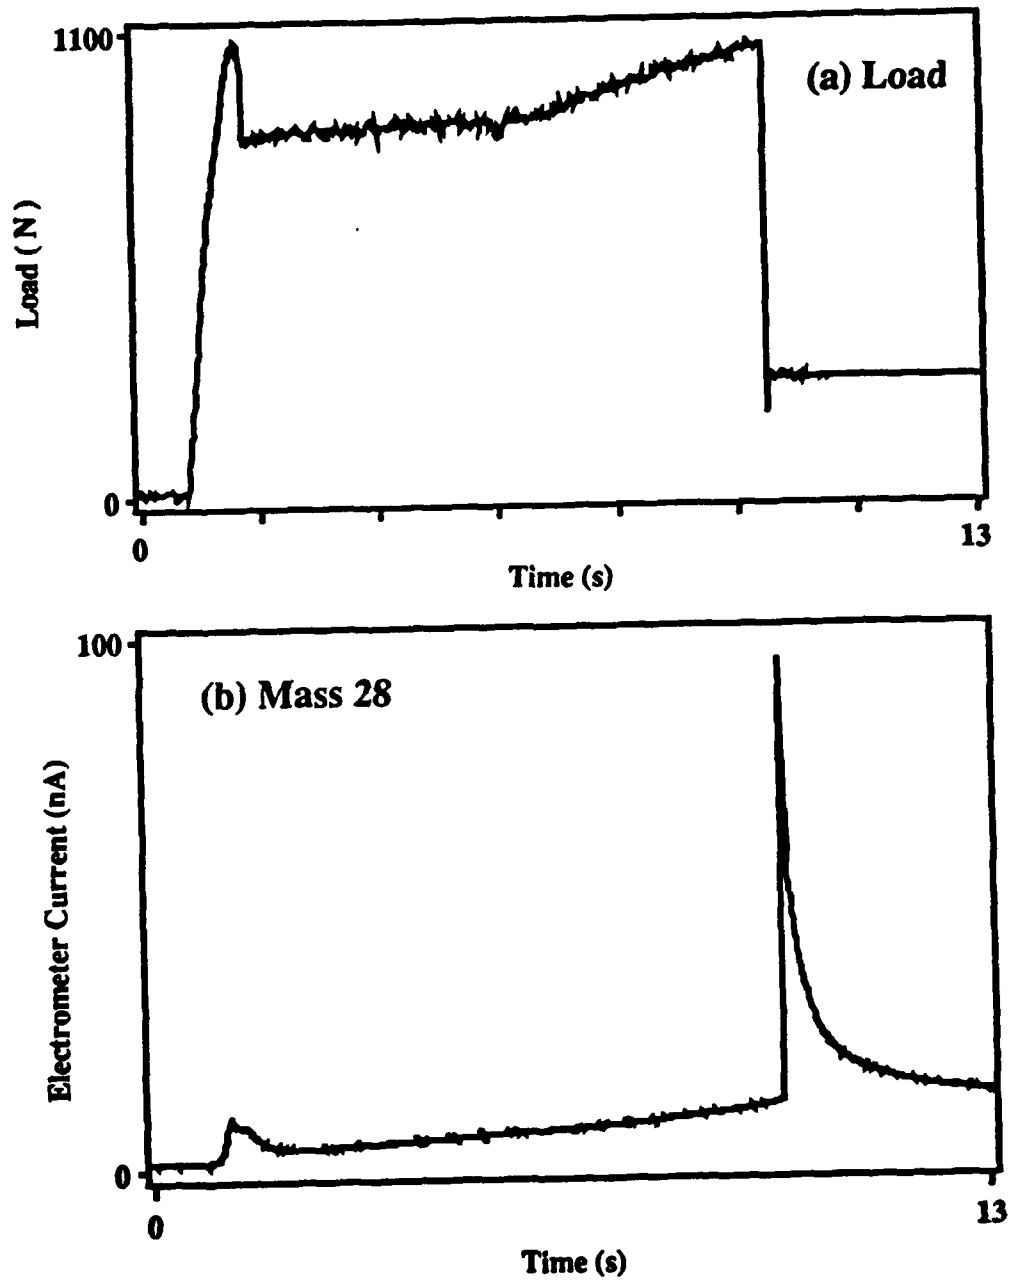 1100
(a) Load
Load ( N )
0
0
13
Time (s)
100
(b) Mass 28
Electrometer Current (nA)
0
0
13
Time (s)